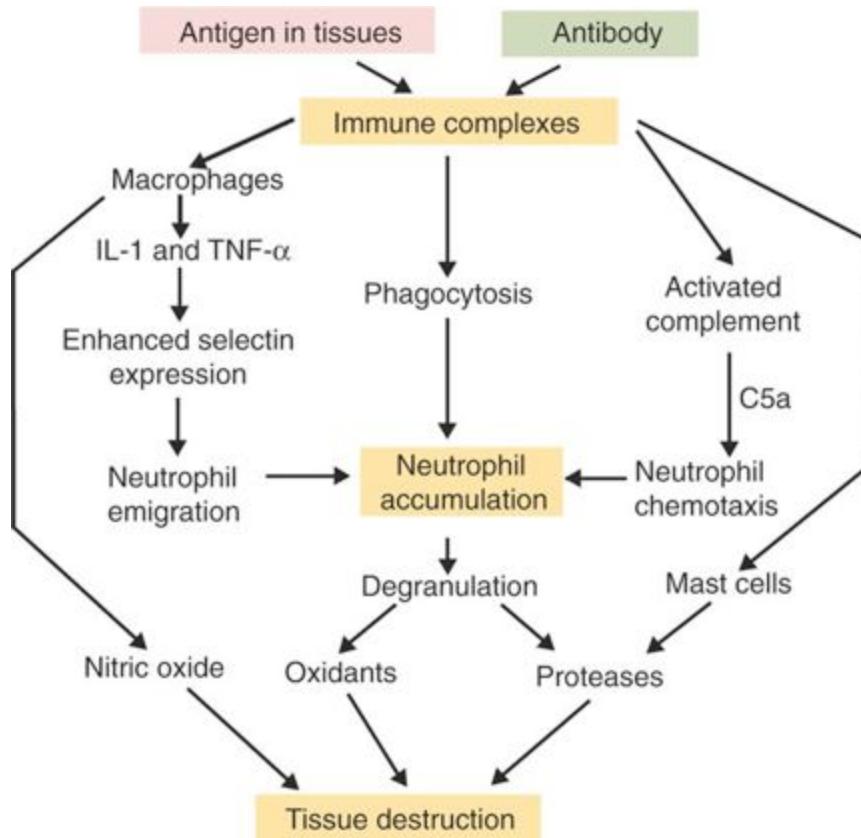 Antigen in tissues
Antibody
Immune complexes
Macrophages
IL-1 and TNF-α
Enhanced selectin
expression
Neutrophil
emigration
Phagocytosis
Activated
complement
C5a
Neutrophil
accumulation
Neutrophil
chemotaxis
Degranulation
Mast cells
Nitric oxide
Oxidants
Proteases
Tissue destruction